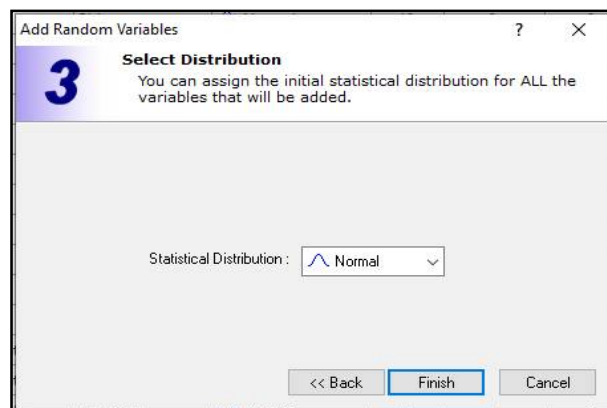 Add Random Variables
?
3
Select Distribution
You can assign the initial statistical distribution for ALL the
variables that will be added.
Statistical Distribution :
Normal
<< Back
Finish
Cancel